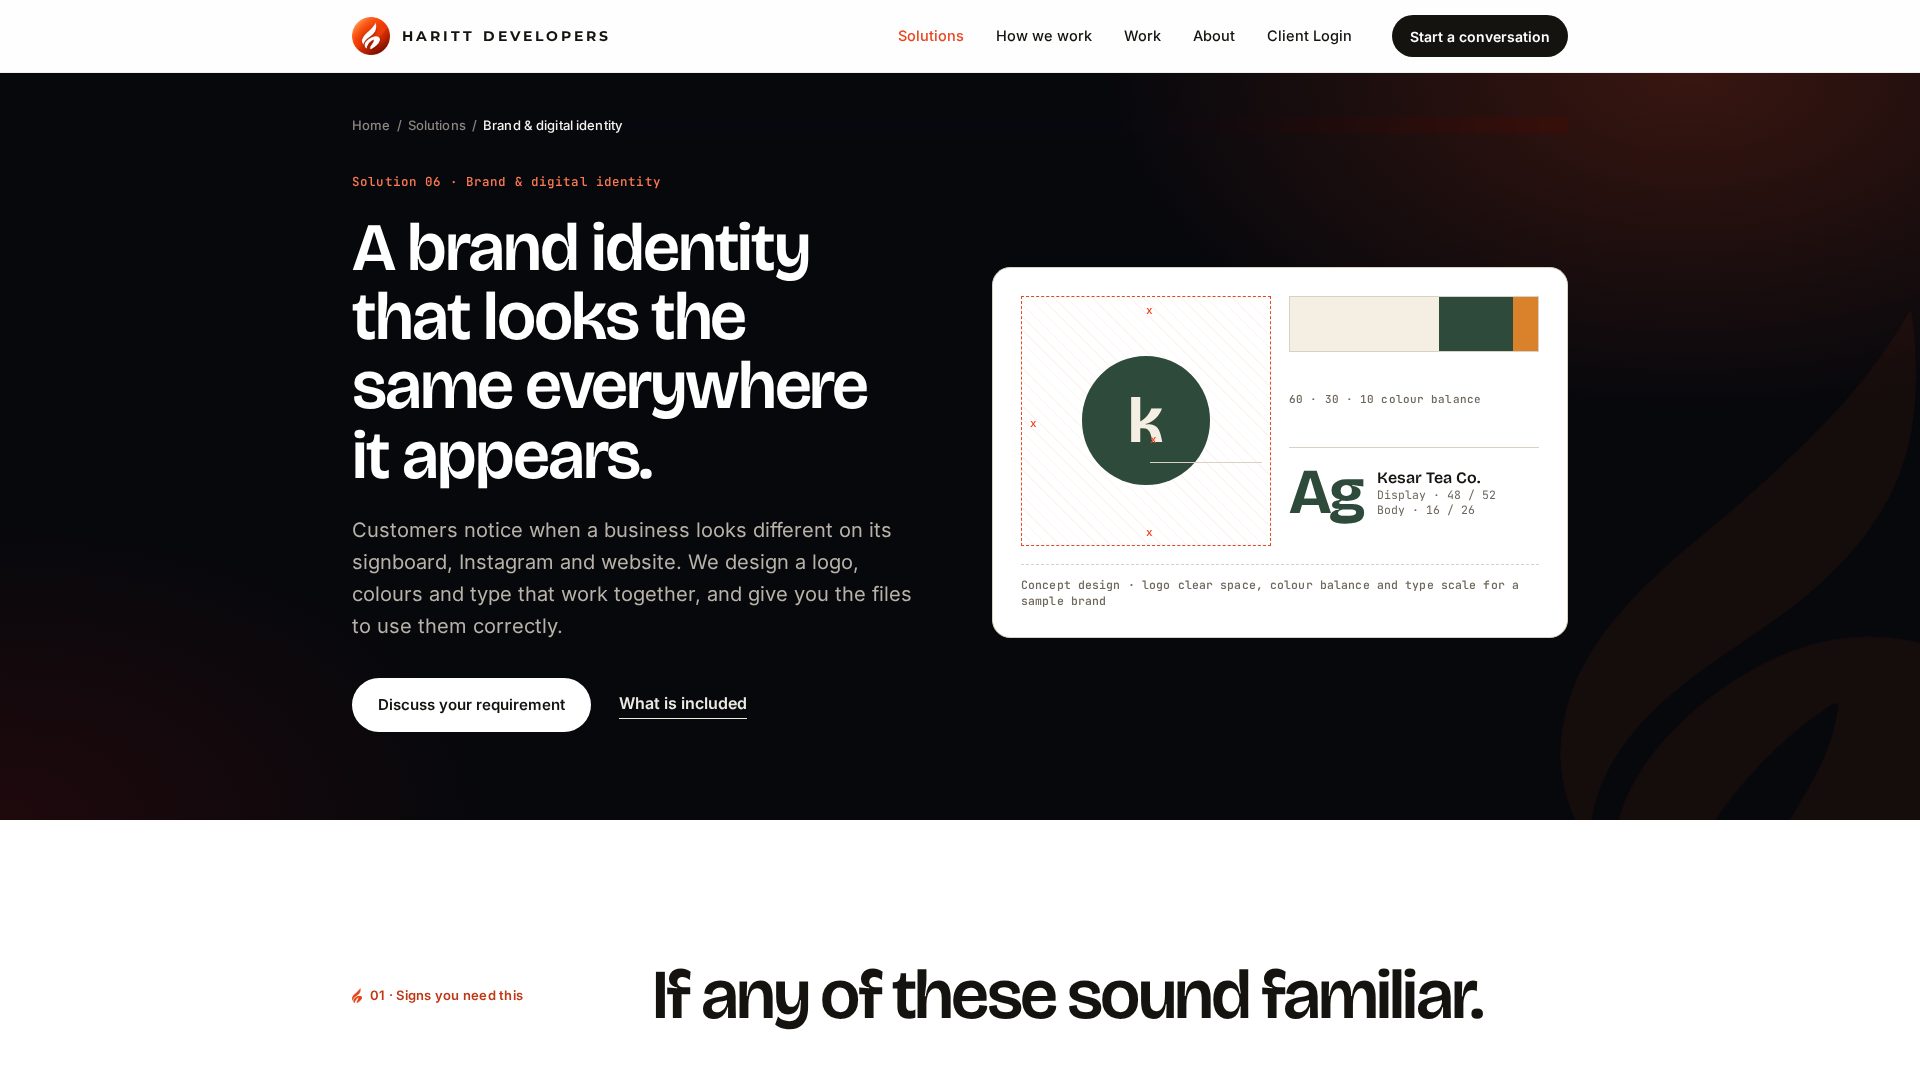 HARITT DEVELOPERS
Solutions
How we work
Work
About
Client Login
Start a conversation
Home / Solutions / Brand & digital identity
Solution 06 · Brand & digital identity
A brand identity
that looks the
same everywhere
it appears.
Customers notice when a business looks different on its
signboard, Instagram and website. We design a logo,
colours and type that work together, and give you the files
to use them correctly.
Discuss your requirement
What is included
x
x
k
x
x
60 · 30 · 10 colour balance
Ag
Kesar Tea Co.
Display · 48 / 52
Body · 16 / 26
Concept design · logo clear space, colour balance and type scale for a
sample brand
01 · Signs you need this
If any of these sound familiar.